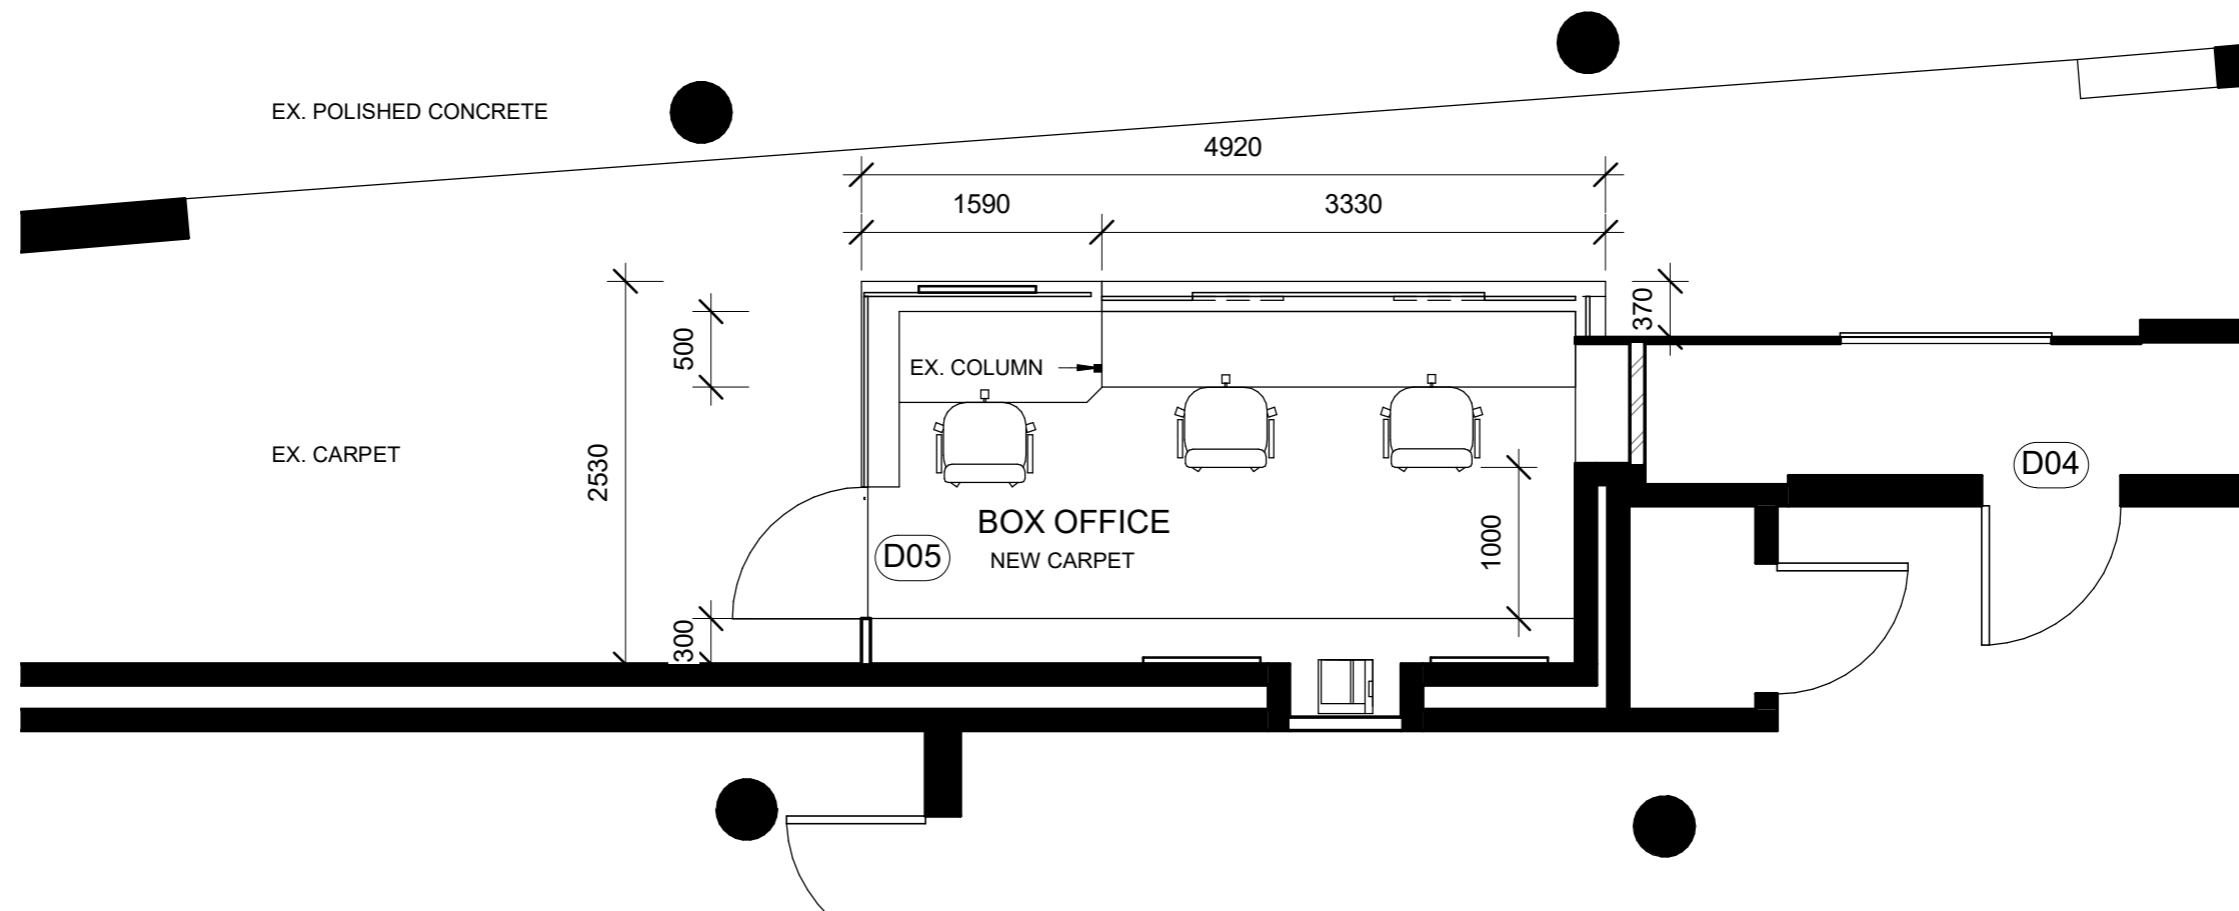 EX. POLISHED CONCRETE
4920
1590
3330
370
500
EX. COLUMN
EX. CARPET
2530
D04
BOX OFFICE
D05
NEW CARPET
1000
300